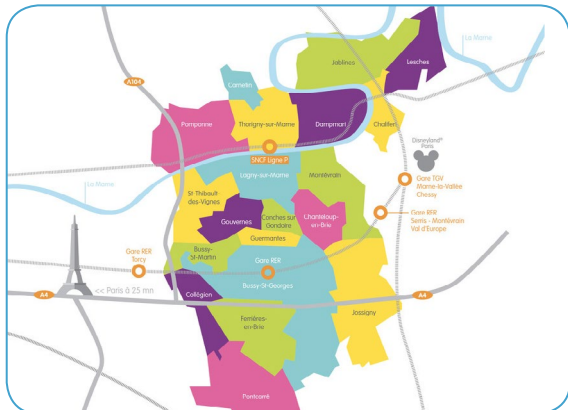 La Marne
Jablines
Lesches
Carnetin
A104
Pomponne
Thorigny-sur-Marne
Dampmart
Chalifert
Disneyland®
Paris
SNCF Ligne P
Lagny-sur-Marne
Montévrain
Gare TGV
Marne-la-Vallée
Chessy
La Marne
St Thibault
des-Vignes
Gouvernes
Conches sur
Gondoire
Chanteloup-
en-Brie
Gare RER
Serris - Montévrain
Val d'Europe
Guermantes
Bussy-
St-Martin
Gare RER
Torcy
Gare RER
Bussy-St-Georges
<< Paris à 25 mn
A4
Collégien
A4
Jossigny
Ferrières-
en-Brie
Pontcarré